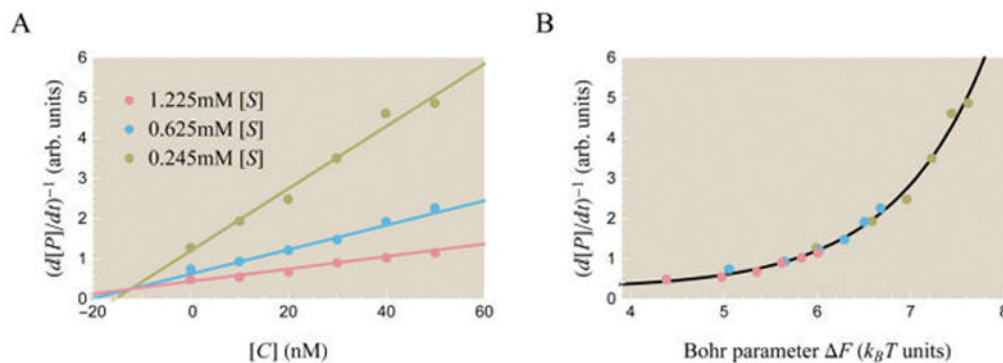 A
B
(d[P]/dt)⁻¹ (arb. units)
6
5
4
3
2
1
0
1.225mM [S]
0.625mM [S]
0.245mM [S]
−20
0
20
40
60
[C] (nM)
(d[P]/dt)⁻¹ (arb. units)
6
5
4
3
2
1
0
4
5
6
7
8
Bohr parameter ΔF (k_BT units)